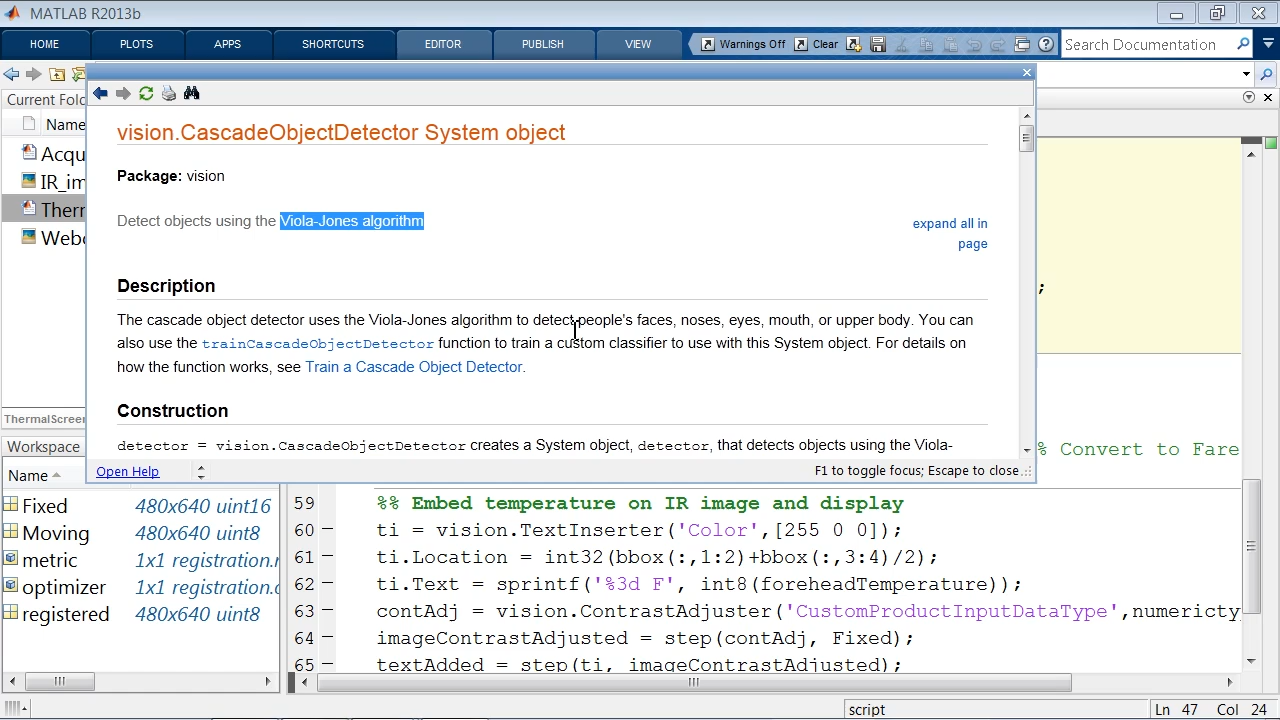 MATLAB R2013b
HOME
PLOTS
APPS
SHORTCUTS
EDITOR
PUBLISH
VIEW
Warnings Off
Clear
Search Documentation
Current Fold
Name
Acqu
IR_im
Ther
Webc
ThermalScreen
vision.CascadeObjectDetector System object
Package: vision
Detect objects using the Viola-Jones algorithm
expand all in
page
Description
The cascade object detector uses the Viola-Jones algorithm to detect people's faces, noses, eyes, mouth, or upper body. You can
also use the trainCascadeObjectDetector function to train a custom classifier to use with this System object. For details on
how the function works, see Train a Cascade Object Detector.
Construction
detector = vision.CascadeObjectDetector creates a System object, detector, that detects objects using the Viola-
Open Help
F1 to toggle focus; Escape to close
;
% Convert to Fare
Workspace
Name
Fixed 480x640 uint16
Moving 480x640 uint8
metric 1x1 registration.r
optimizer 1x1 registration.c
registered 480x640 uint8
59 %% Embed temperature on IR image and display
60 – ti = vision.TextInserter('Color',[255 0 0]);
61 – ti.Location = int32(bbox(:,1:2)+bbox(:,3:4)/2);
62 – ti.Text = sprintf('%3d F', int8(foreheadTemperature));
63 – contAdj = vision.ContrastAdjuster('CustomProductInputDataType',numericty
64 – imageContrastAdjusted = step(contAdj, Fixed);
65 – textAdded = step(ti, imageContrastAdjusted);
script
Ln 47 Col 24